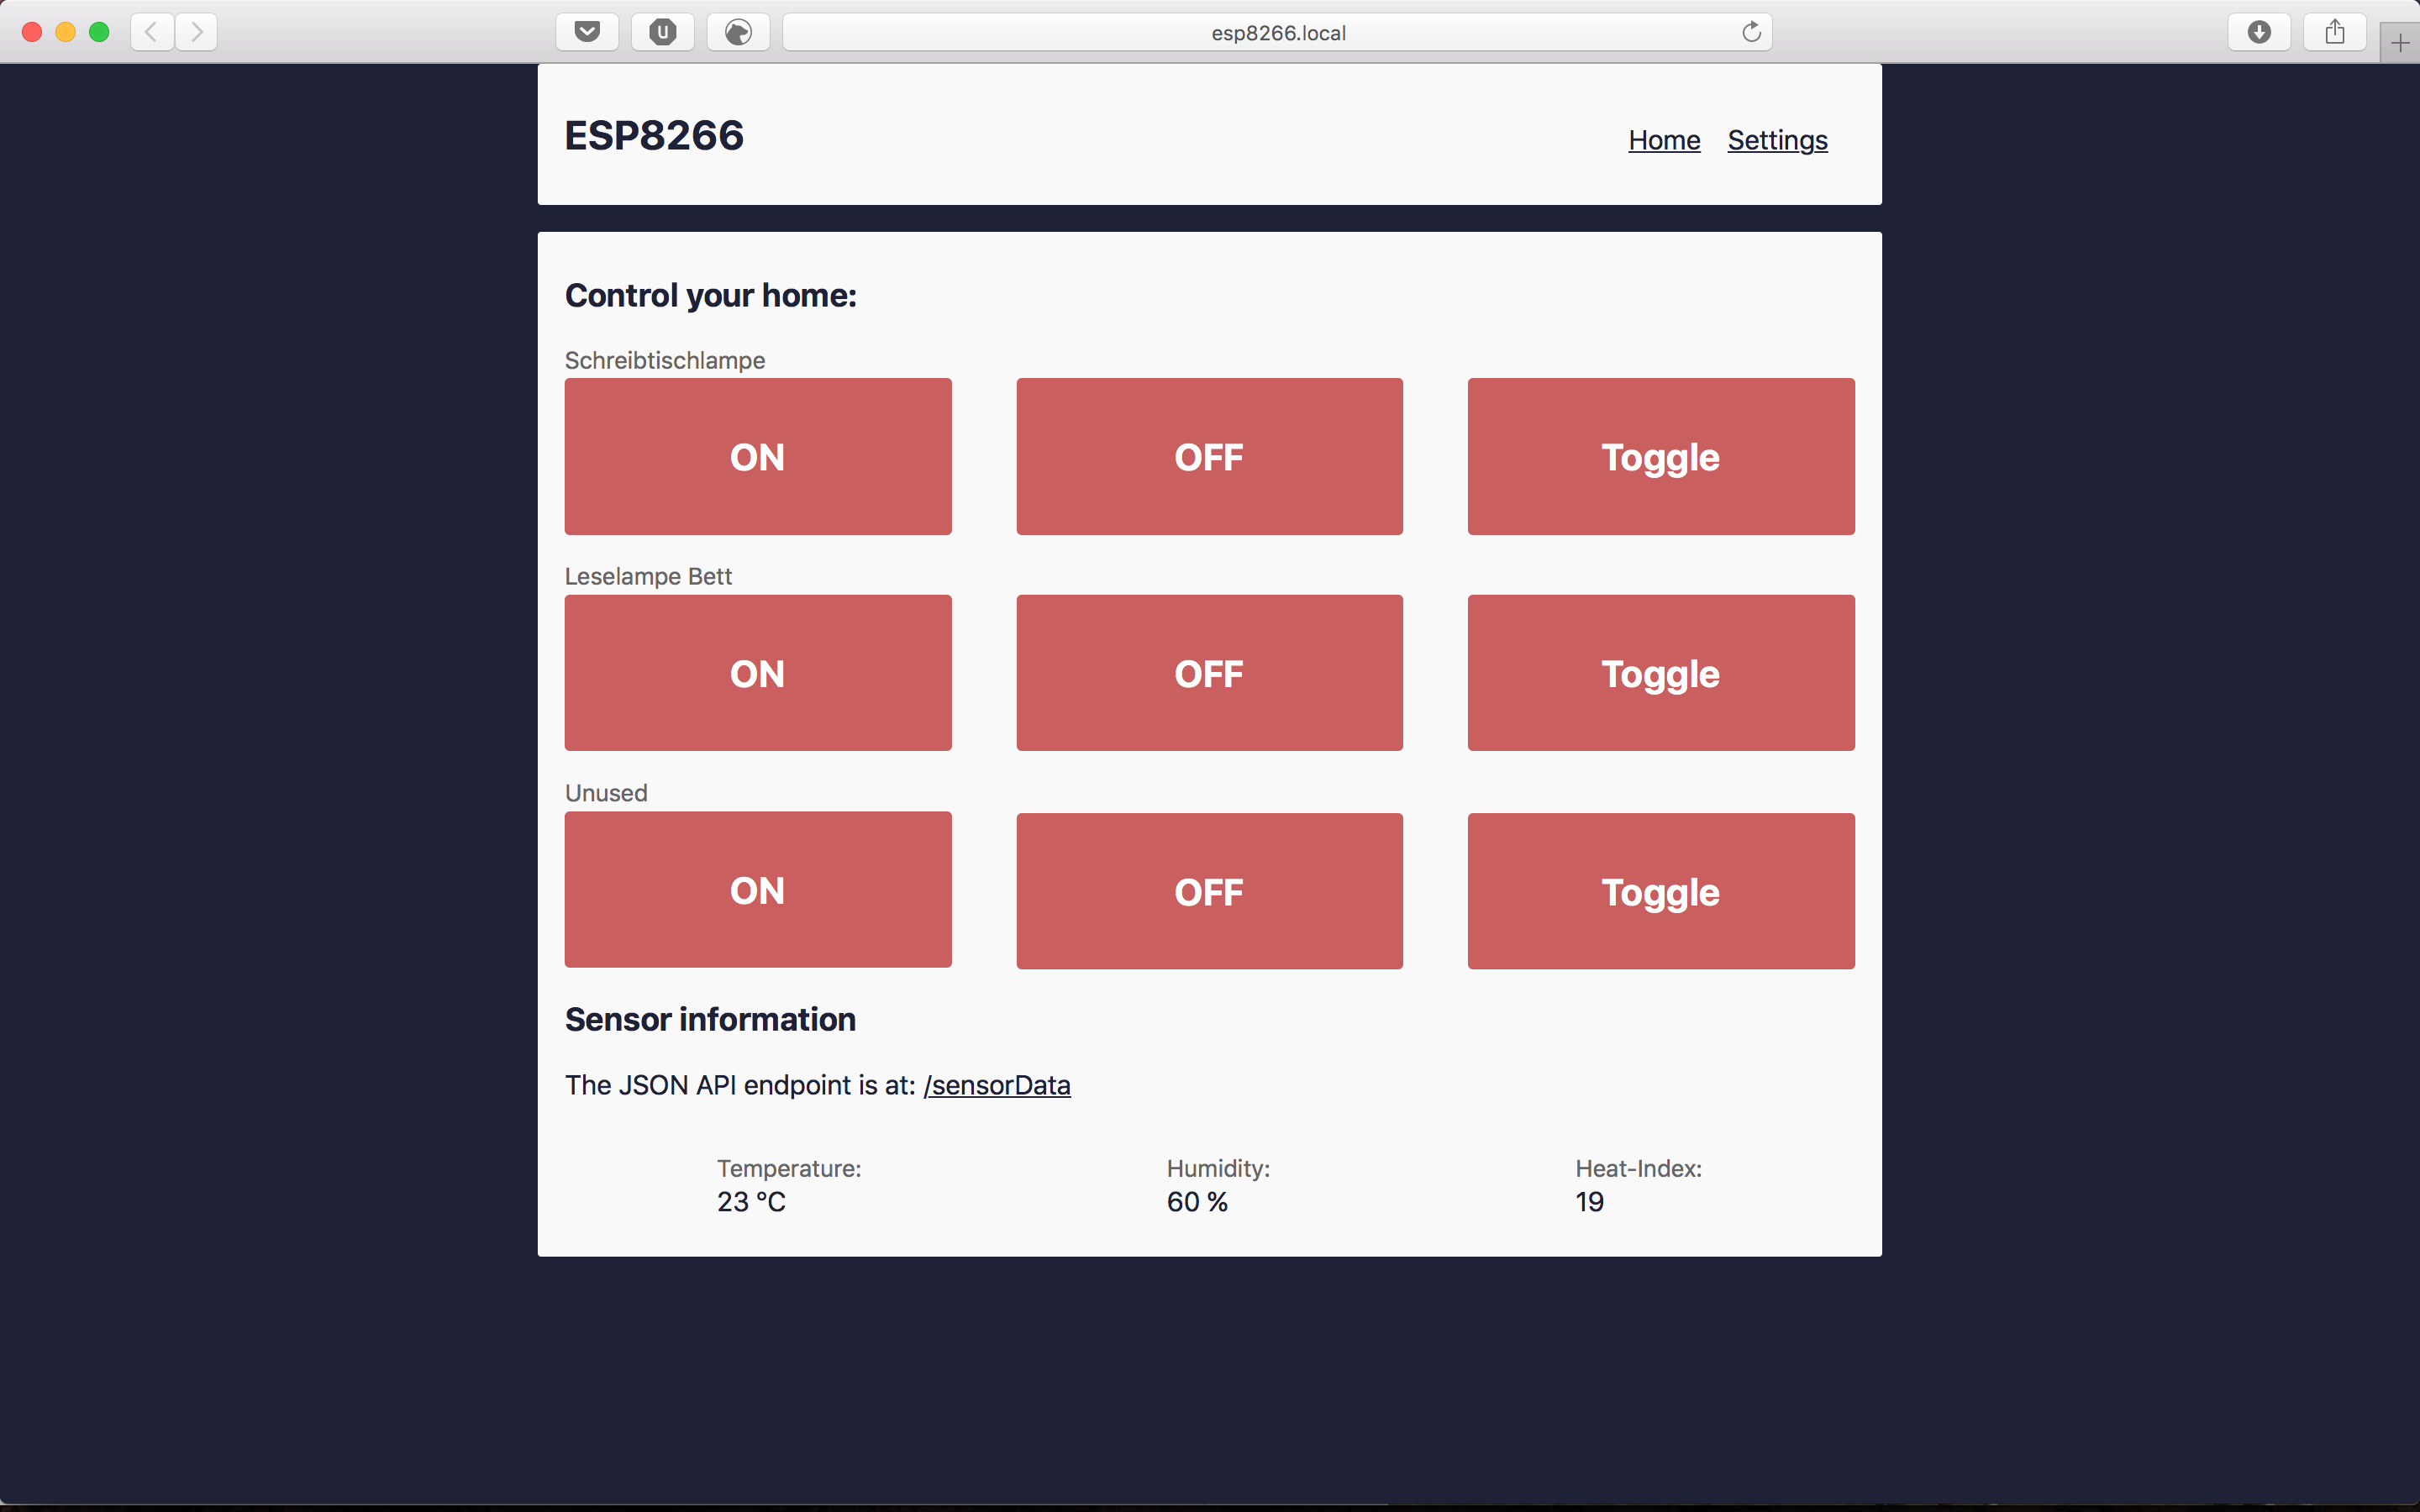 esp8266.local
ESP8266
Home Settings
Control your home:
Schreibtischlampe
ON OFF Toggle
Leselampe Bett
ON OFF Toggle
Unused
ON OFF Toggle
Sensor information
The JSON API endpoint is at: /sensorData
Temperature: Humidity: Heat-Index:
23 °C 60 % 19